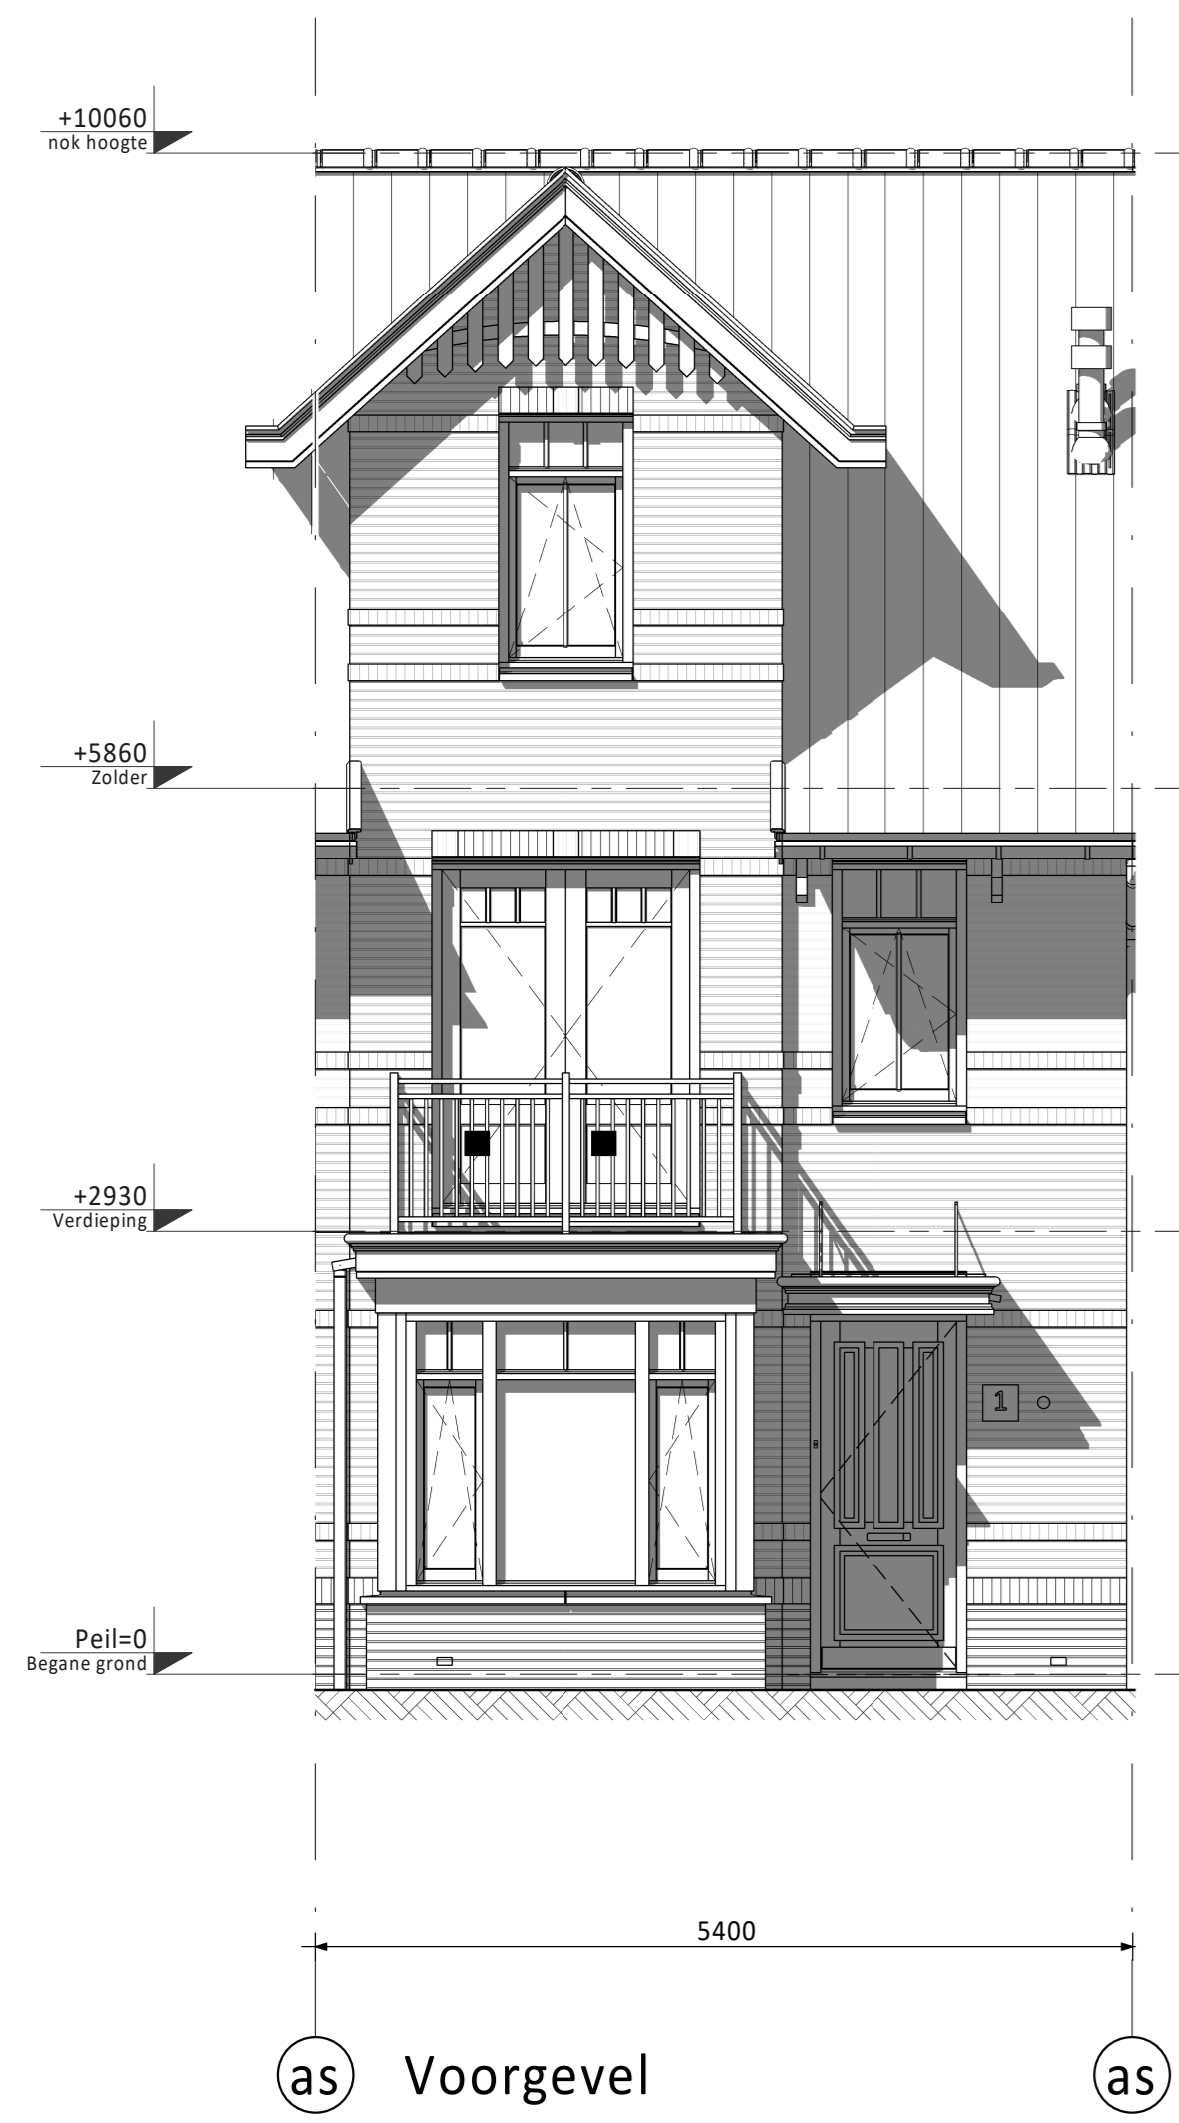 +10060
nok hoogte
+5860
Zolder
+2930
Verdieping
1
Peil=0
Begane grond
5400
as Voorgevel as